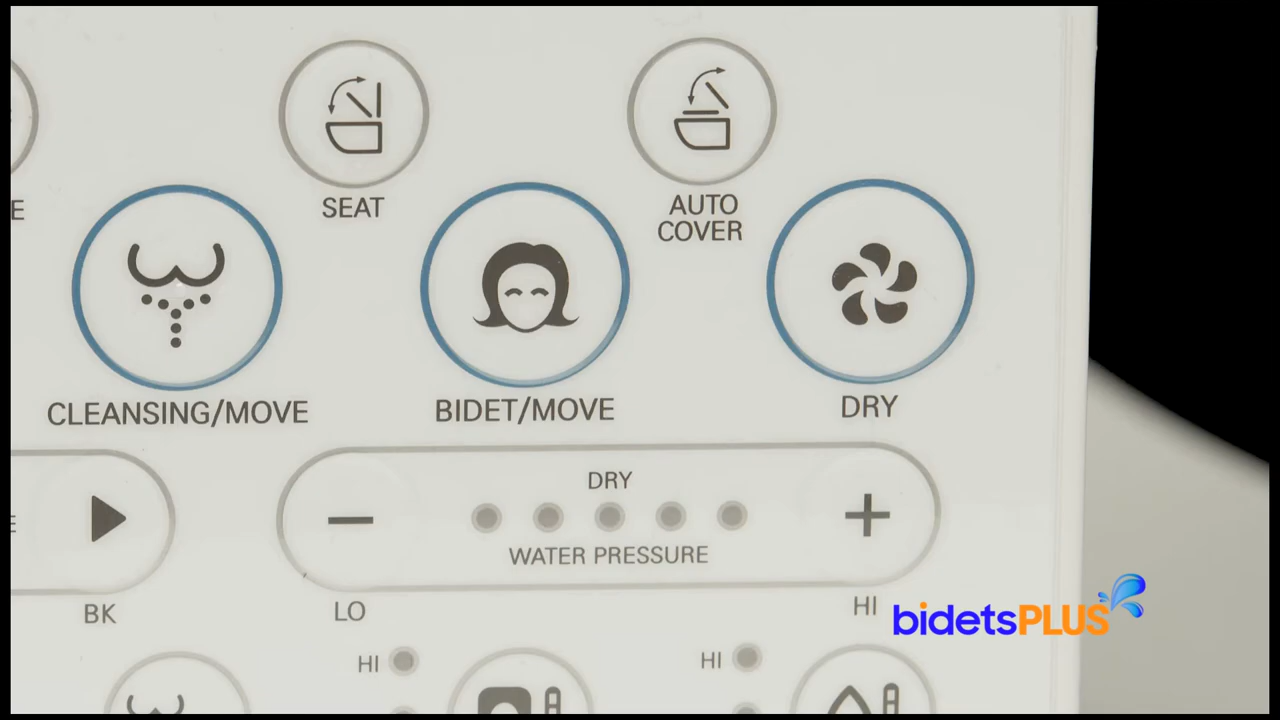 SEAT
AUTO
COVER
E
CLEANSING/MOVE
BIDET/MOVE
DRY
DRY
WATER PRESSURE
E
BK
LO
HI
bidetsPLUS
HI
HI